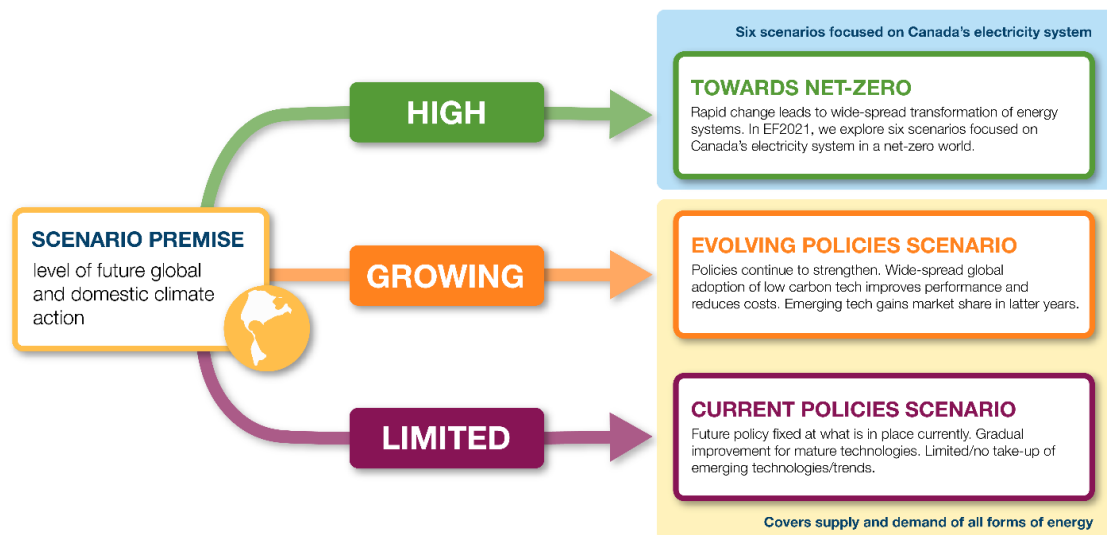 Six scenarios focused on Canada's electricity system
HIGH
TOWARDS NET-ZERO
Rapid change leads to wide-spread transformation of energy
systems. In EF2021, we explore six scenarios focused on
Canada's electricity system in a net-zero world.
SCENARIO PREMISE
level of future global
and domestic climate
action
GROWING
EVOLVING POLICIES SCENARIO
Policies continue to strengthen. Wide-spread global
adoption of low carbon tech improves performance and
reduces costs. Emerging tech gains market share in latter years.
LIMITED
CURRENT POLICIES SCENARIO
Future policy fixed at what is in place currently. Gradual
improvement for mature technologies. Limited/no take-up of
emerging technologies/trends.
Covers supply and demand of all forms of energy